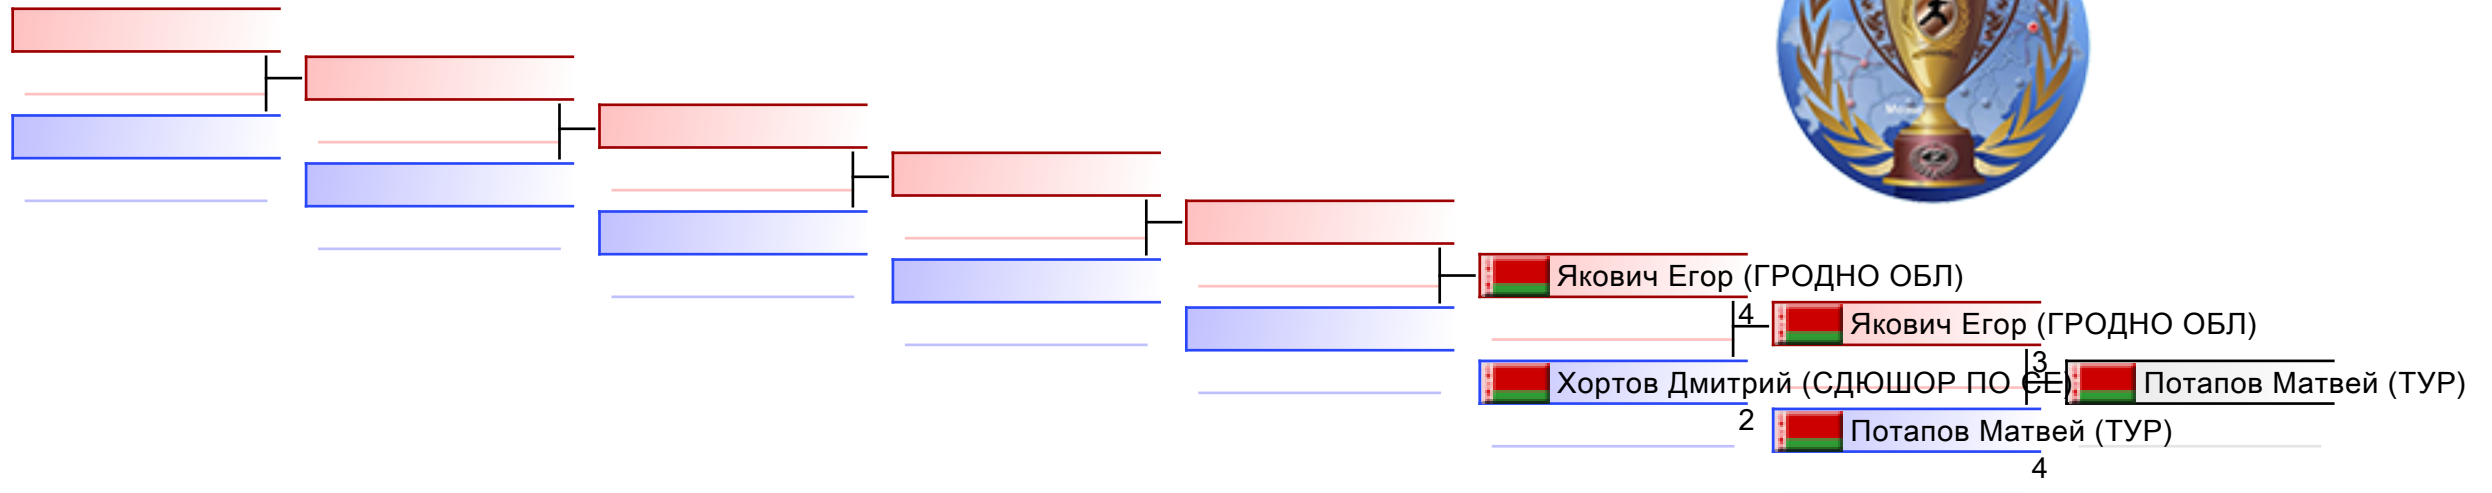 Якович Егор (ГРОДНО ОБЛ)
4
Якович Егор (ГРОДНО ОБЛ)
3
Хортов Дмитрий (СДЮШОР ПО СЕ)
Потапов Матвей (ТУР)
2
Потапов Матвей (ТУР)
4